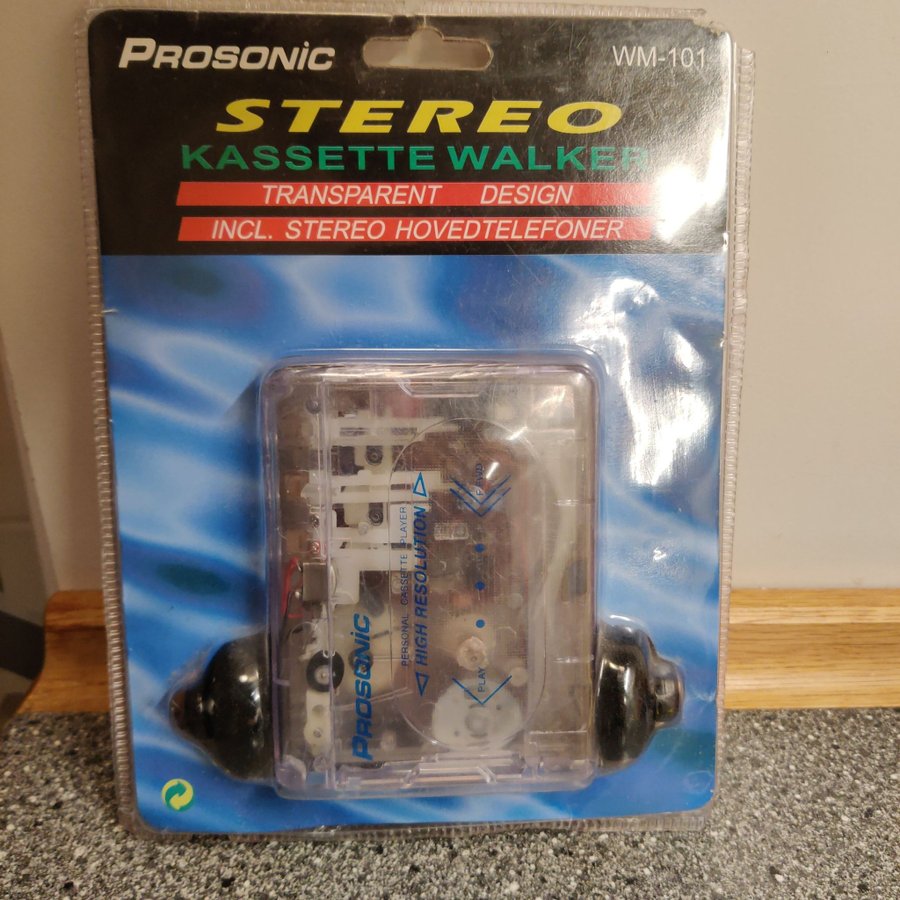 PROSONiC
WM-101
STEREO
KASSETTE WALKER
TRANSPARENT DESIGN
INCL. STEREO HOVEDTELEFONER
PROSONiC
PERSONAL CASSETTE PLAYER
HIGH RESOLUTION
PLAY